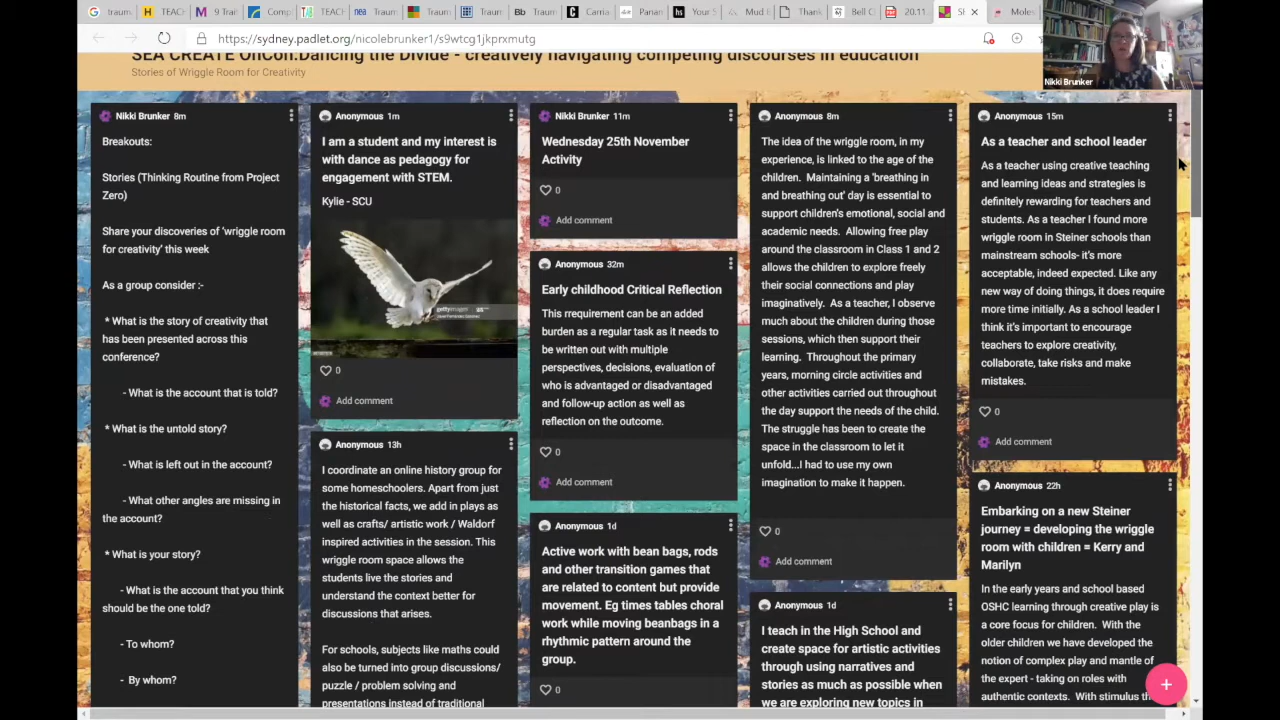 traum
TEACH
9 Trai
Comp
TEACH
Traum
Traum
Traum
Traum
Carria
Parian
Your S
Mud B
Thank
Bell C
20.11
SE
Molev
https://sydney.padlet.org/nicolebrunker1/s9wtcg1jkprxmutg
SEA CREATE OnCon:Dancing the Divide - creatively navigating competing discourses in education
Stories of Wriggle Room for Creativity
Nikki Brunker
Nikki Brunker 8m
Breakouts:
Stories (Thinking Routine from Project
Zero)
Share your discoveries of 'wriggle room
for creativity' this week
As a group consider :-
* What is the story of creativity that
has been presented across this
conference?
- What is the account that is told?
* What is the untold story?
- What is left out in the account?
- What other angles are missing in
the account?
* What is your story?
- What is the account that you think
should be the one told?
- To whom?
- By whom?
Anonymous 1m
I am a student and my interest is
with dance as pedagogy for
engagement with STEM.
Kylie - SCU
gettyimages
0
Add comment
Anonymous 13h
I coordinate an online history group for
some homeschoolers. Apart from just
the historical facts, we add in plays as
well as crafts/ artistic work / Waldorf
inspired activities in the session. This
wriggle room space allows the
students live the stories and
understand the context better for
discussions that arises.
For schools, subjects like maths could
also be turned into group discussions/
puzzle / problem solving and
presentations instead of traditional
Nikki Brunker 11m
Wednesday 25th November
Activity
0
Add comment
Anonymous 32m
Early childhood Critical Reflection
This requirement can be an added
burden as a regular task as it needs to
be written out with multiple
perspectives, decisions, evaluation of
who is advantaged or disadvantaged
and follow-up action as well as
reflection on the outcome.
0
Add comment
Anonymous 1d
Active work with bean bags, rods
and other transition games that
are related to content but provide
movement. Eg times tables choral
work while moving beanbags in a
rhythmic pattern around the
group.
0
Anonymous 8m
The idea of the wriggle room, in my
experience, is linked to the age of the
children. Maintaining a 'breathing in
and breathing out' day is essential to
support children's emotional, social and
academic needs. Allowing free play
around the classroom in Class 1 and 2
allows the children to explore freely
their social connections and play
imaginatively. As a teacher, I observe
much about the children during those
sessions, which then support their
learning. Throughout the primary
years, morning circle activities and
other activities carried out throughout
the day support the needs of the child.
The struggle has been to create the
space in the classroom to let it
unfold...I had to use my own
imagination to make it happen.
0
Add comment
Anonymous 1d
I teach in the High School and
create space for artistic activities
through using narratives and
stories as much as possible when
we are exploring new topics in
Anonymous 15m
As a teacher and school leader
As a teacher using creative teaching
and learning ideas and strategies is
definitely rewarding for teachers and
students. As a teacher I found more
wriggle room in Steiner schools than
mainstream schools- it's more
acceptable, indeed expected. Like any
new way of doing things, it does require
more time initially. As a school leader I
think it's important to encourage
teachers to explore creativity,
collaborate, take risks and make
mistakes.
0
Add comment
Anonymous 22h
Embarking on a new Steiner
journey = developing the wriggle
room with children = Kerry and
Marilyn
In the early years and school based
OSHC learning through creative play is
a core focus for children. With the
older children we have developed the
notion of complex play and mantle of
the expert - taking on roles with
authentic contexts. With stimulus th